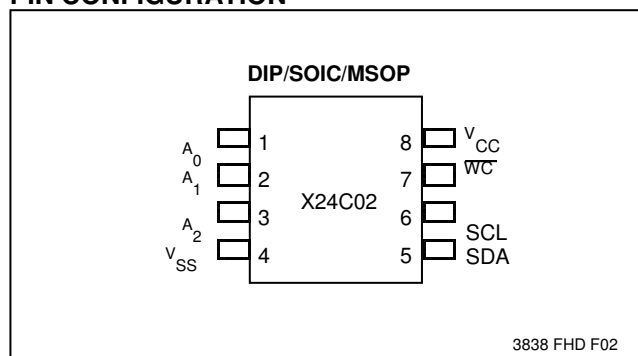 PIN CONFIGURATION
DIP/SOIC/MSOP
A0 1 8 VCC
A1 2 7 WC
X24C02
A2 3 6 SCL
VSS 4 5 SDA
3838 FHD F02